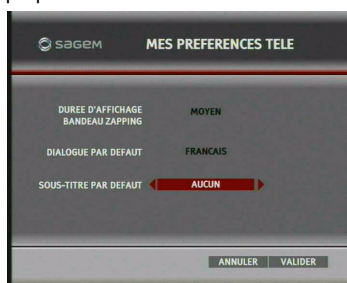 SAGEM
MES PREFERENCES TELE
DUREE D'AFFICHAGE
BANDEAU ZAPPING
MOYEN
DIALOGUE PAR DEFAUT
FRANCAIS
SOUS-TITRE PAR DEFAUT
AUCUN
ANNULER
VALIDER